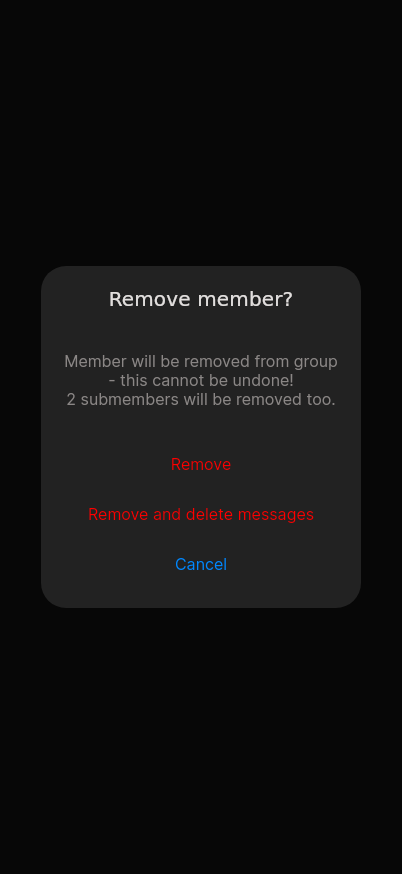 Remove member?
Member will be removed from group
- this cannot be undone!
2 submembers will be removed too.
Remove
Remove and delete messages
Cancel